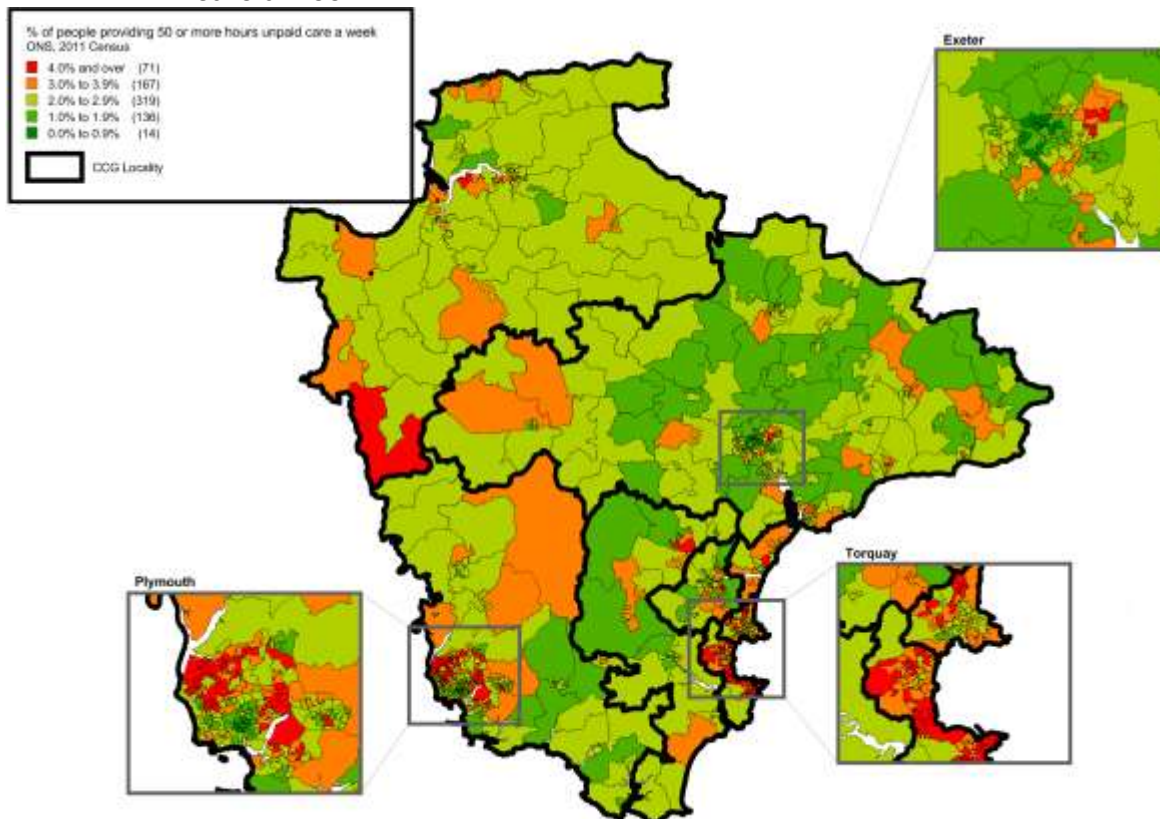 % of people providing 50 or more hours unpaid care a week
ONS, 2011 Census
4.0% and over (71)
3.0% to 3.9% (167)
2.0% to 2.9% (319)
1.0% to 1.9% (136)
0.0% to 0.9% (14)
CCG Locality
Exeter
Plymouth
Torquay